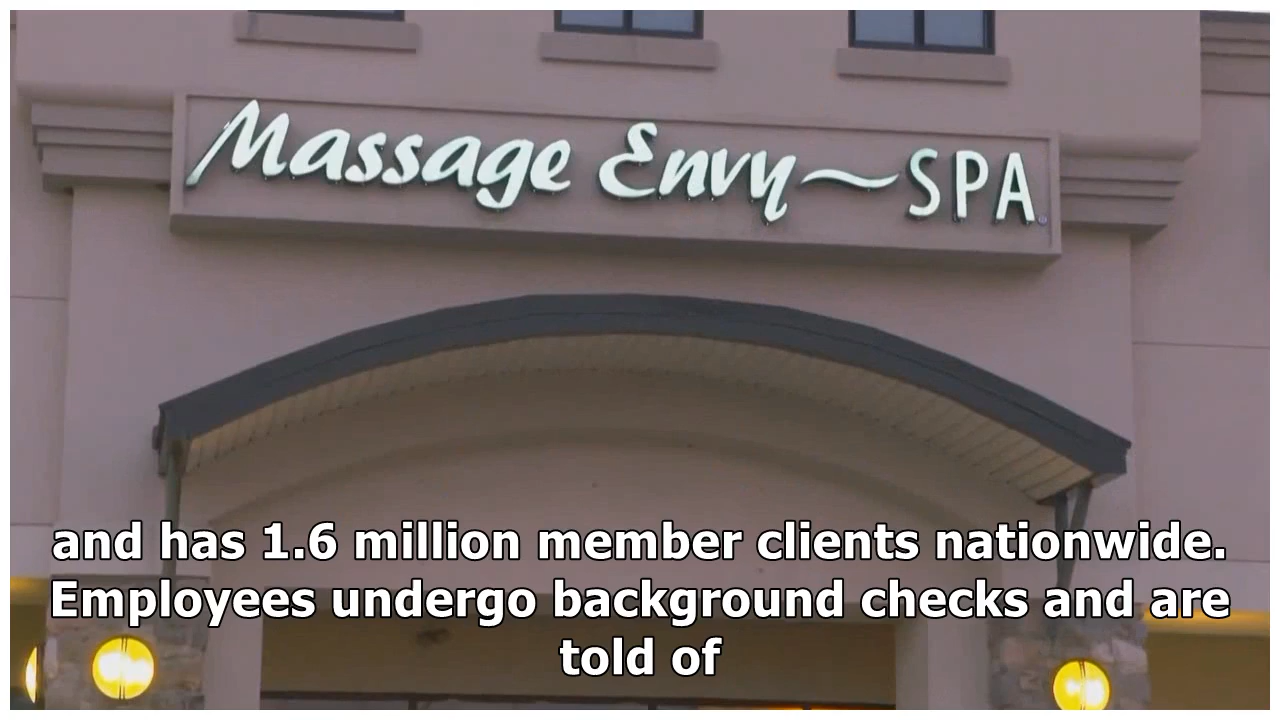 Massage Envy~SPA
and has 1.6 million member clients nationwide.
Employees undergo background checks and are
told of